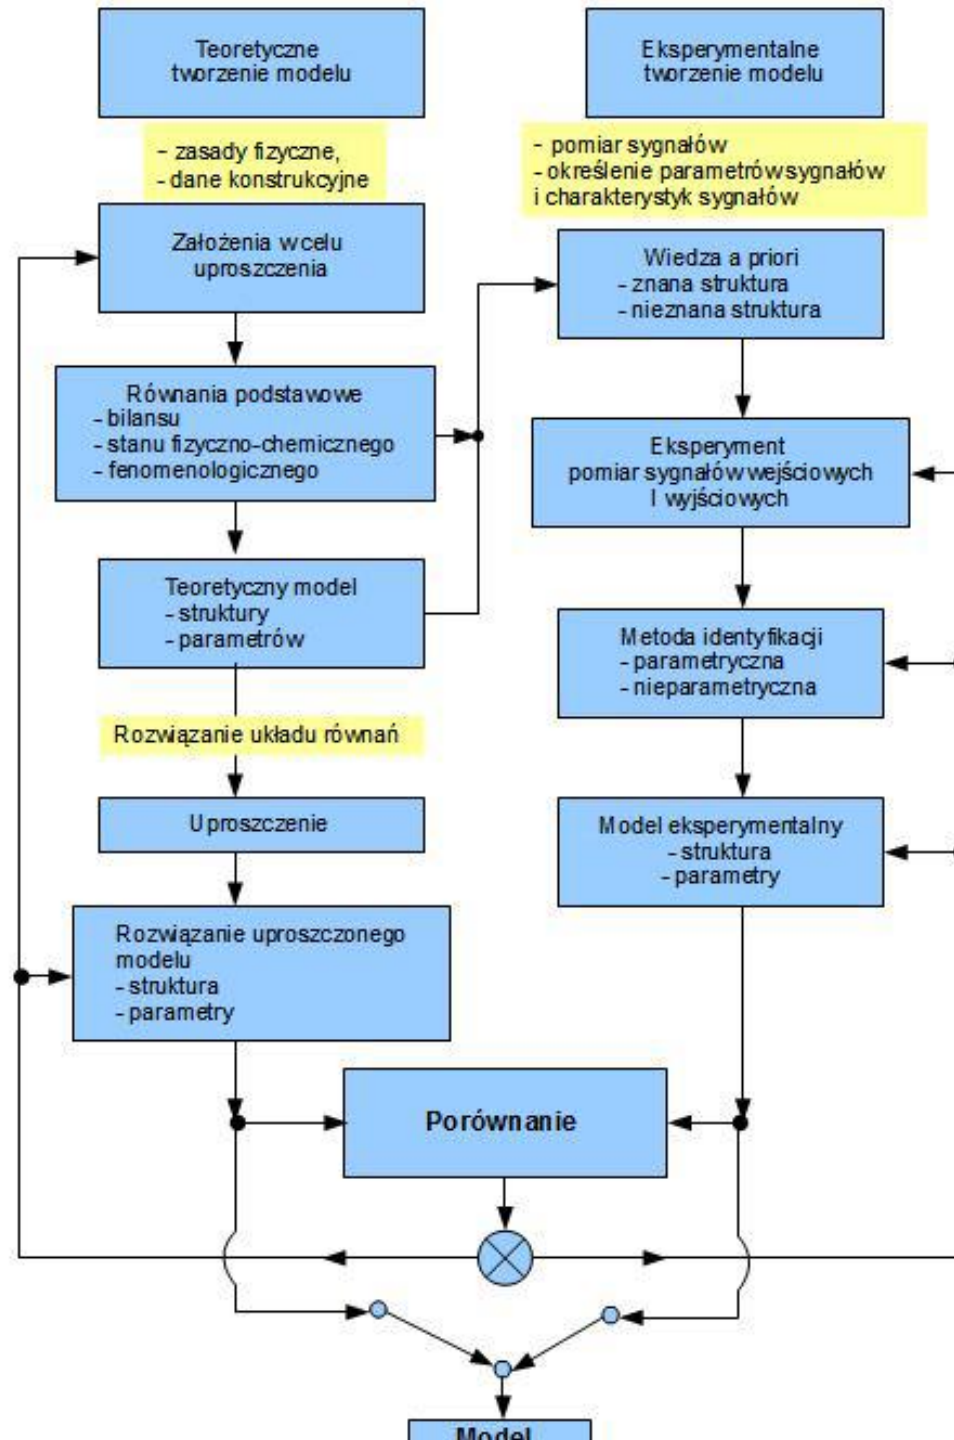 Teoretyczne
tworzenie modelu
- zasady fizyczne,
- dane konstrukcyjne
Założenia w celu
uproszczenia
Równania podstawowe
- bilansu
- stanu fizyczno-chemicznego
- fenomenologicznego
Teoretyczny model
- struktury
- parametrów
Rozwiązanie układu równań
Uproszczenie
Rozwiązanie uproszczonego
modelu
- struktura
- parametry
Eksperymentalne
tworzenie modelu
- pomiar sygnałów
- określenie parametrów sygnałów
i charakterystyk sygnałów
Wiedza a priori
- znana struktura
- nieznana struktura
Eksperyment
pomiar sygnałów wejściowych
I wyjściowych
Metoda identyfikacji
- parametryczna
- nieparametryczna
Model eksperymentalny
- struktura
- parametry
Porównanie
Model